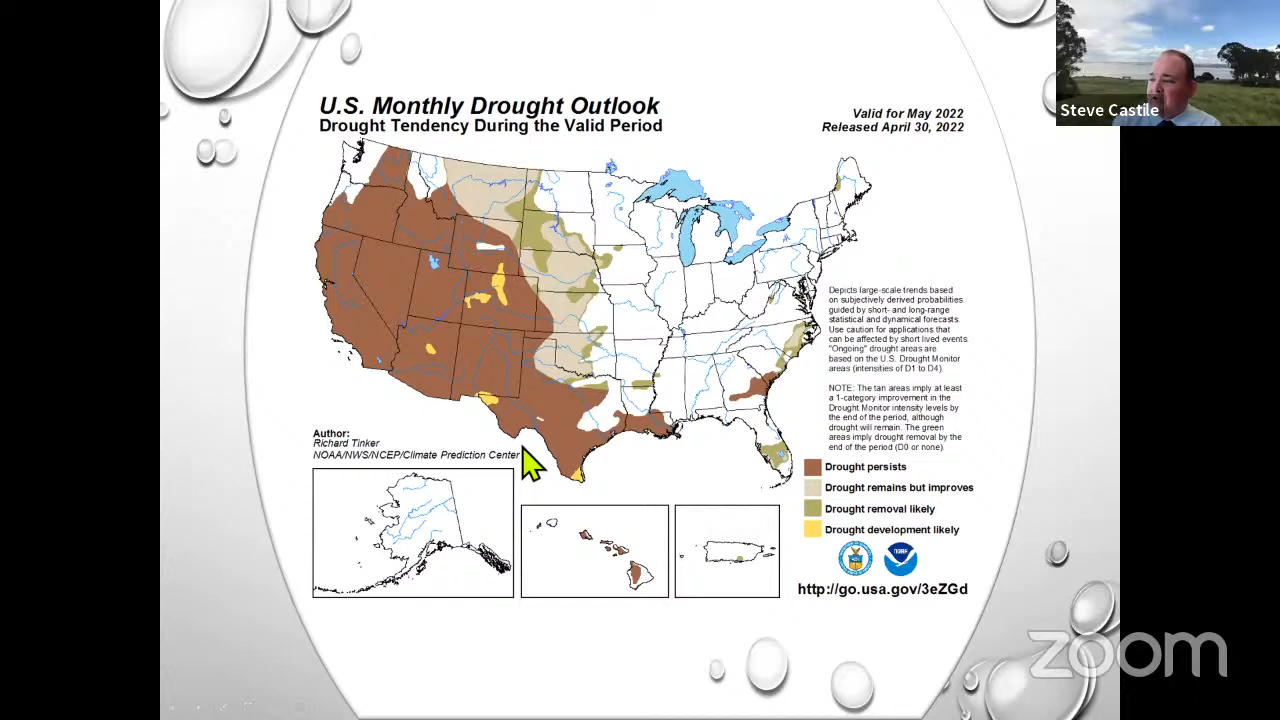 U.S. Monthly Drought Outlook
Drought Tendency During the Valid Period
Valid for May 2022
Released April 30, 2022
Steve Castile
Depicts large-scale trends based
on subjectively derived probabilities
guided by short- and long-range
statistical and dynamical forecasts.
Use caution for applications that
can be affected by short lived events.
"Ongoing" drought areas are
based on the U.S. Drought Monitor
areas (intensities of D1 to D4).
NOTE: The tan areas imply at least
a 1-category improvement in the
Drought Monitor intensity levels by
the end of the period, although
drought will remain. The green
areas imply drought removal by the
end of the period (D0 or none).
Author:
Richard Tinker
NOAA/NWS/NCEP/Climate Prediction Center
Drought persists
Drought remains but improves
Drought removal likely
Drought development likely
http://go.usa.gov/3eZGd
zoom